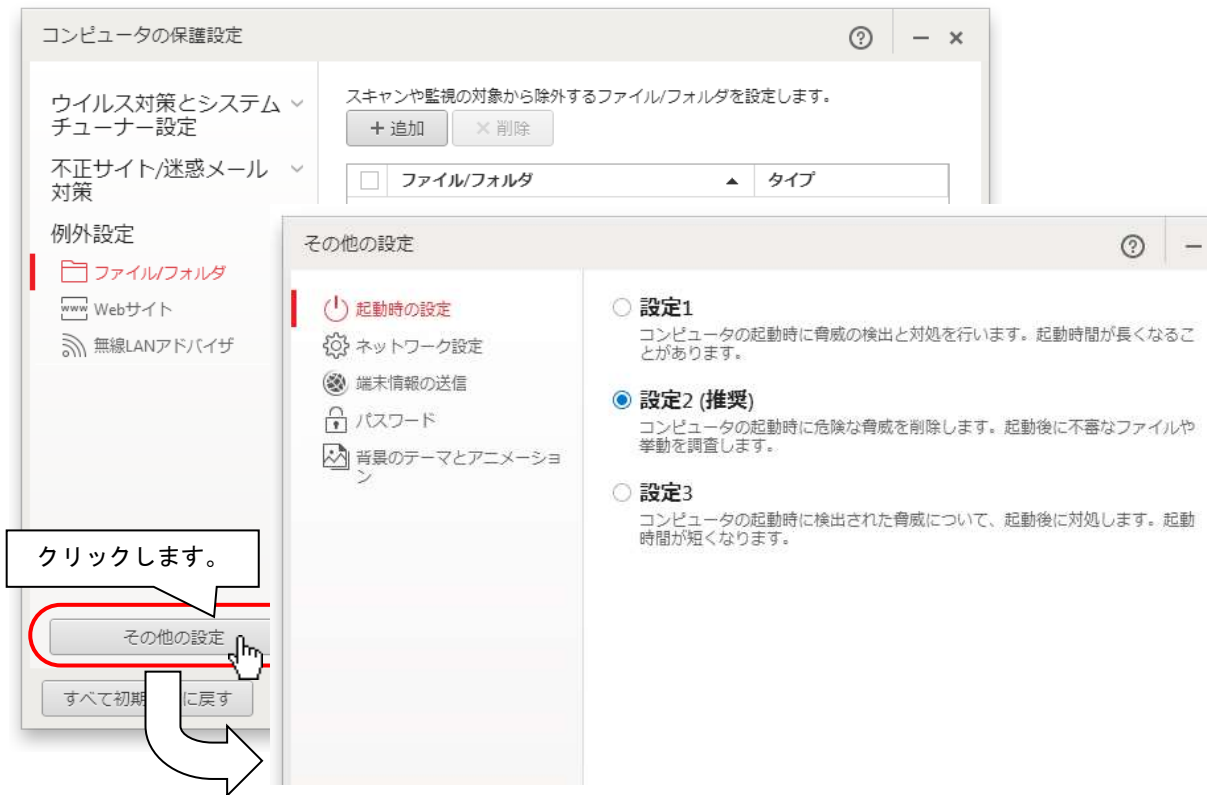 コンピュータの保護設定
ウイルス対策とシステム
チューナー設定
不正サイト/迷惑メール
対策
例外設定
ファイル/フォルダ
www Webサイト
無線LANアドバイザ
スキャンや監視の対象から除外するファイル/フォルダを設定します。
+ 追加 × 削除
ファイル/フォルダ ▲ タイプ
クリックします。
その他の設定
すべて初期 に戻す
その他の設定
起動時の設定
ネットワーク設定
端末情報の送信
パスワード
背景のテーマとアニメーショ
ン
設定1
コンピュータの起動時に脅威の検出と対処を行います。起動時間が長くなるこ
とがあります。
設定2 (推奨)
コンピュータの起動時に危険な脅威を削除します。起動後に不審なファイルや
挙動を調査します。
設定3
コンピュータの起動時に検出された脅威について、起動後に対処します。起動
時間が短くなります。